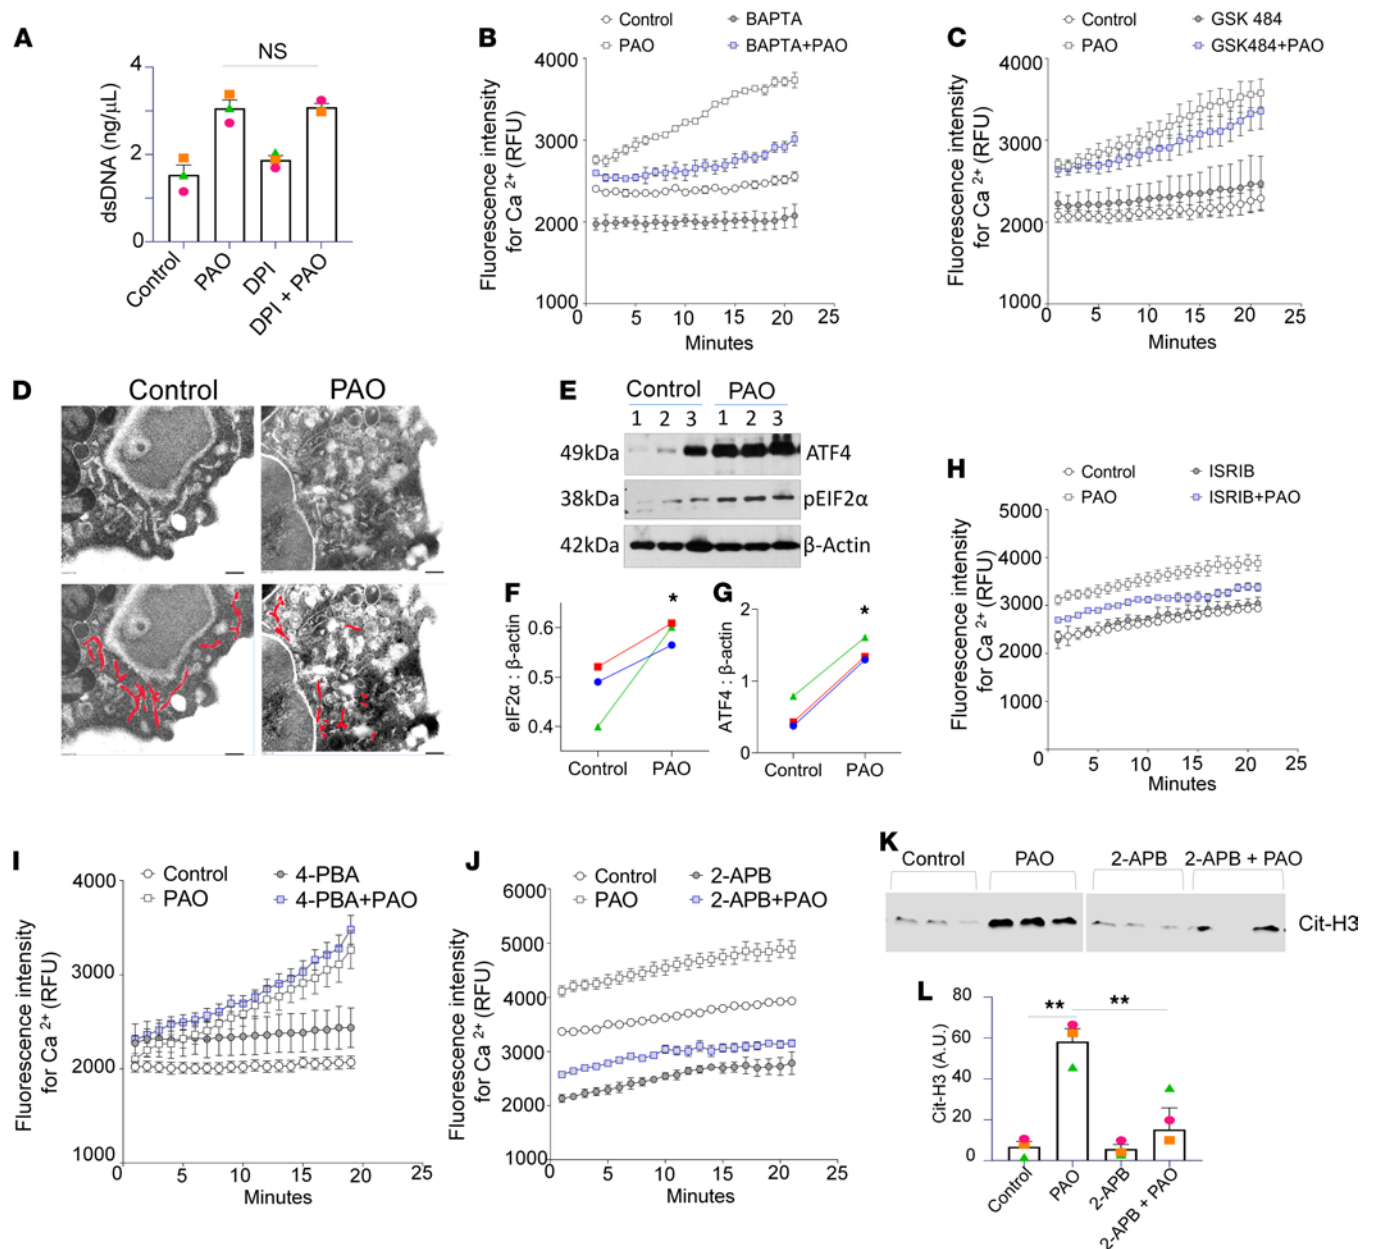 A
NS
4
2
0
dsDNA (ng/µL)
Control
PAO
DPI
DPI + PAO
B
Control
BAPTA
PAO
BAPTA+PAO
4000
3000
2000
1000
Fluorescence intensity
for Ca 2+ (RFU)
0 5 10 15 20 25
Minutes
C
Control
GSK 484
PAO
GSK484+PAO
4000
3000
2000
1000
Fluorescence intensity
for Ca 2+ (RFU)
0 5 10 15 20 25
Minutes
D
Control PAO
E
Control PAO
1 2 3 1 2 3
49kDa ATF4
38kDa pEIF2α
42kDa β-Actin
F
*
0.6
0.5
0.4
eIF2α : β-actin
Control PAO
G
*
2
1
0
ATF4 : β-actin
Control PAO
H
Control
ISRIB
PAO
ISRIB+PAO
5000
4000
3000
2000
1000
0
Fluorescence intensity
for Ca 2+ (RFU)
5 10 15 20 25
Minutes
I
Control
4-PBA
PAO
4-PBA+PAO
4000
3000
2000
1000
Fluorescence intensity
for Ca 2+ (RFU)
0 5 10 15 20 25
Minutes
J
Control
2-APB
PAO
2-APB+PAO
6000
5000
4000
3000
2000
1000
Fluorescence intensity
for Ca 2+ (RFU)
0 5 10 15 20 25
Minutes
K
Control PAO 2-APB 2-APB + PAO
Cit-H3
L
** **
80
60
40
20
0
Cit-H3 (A.U.)
Control
PAO
2-APB
2-APB + PAO